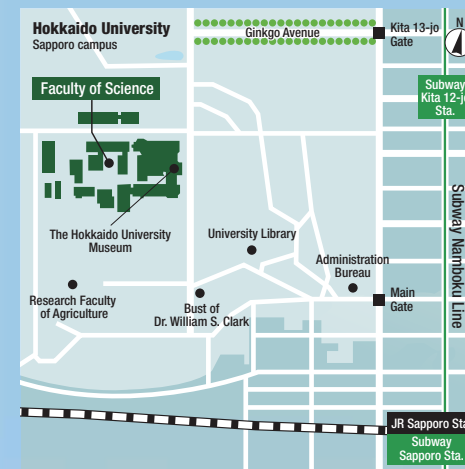 Hokkaido University
Sapporo campus
Ginkgo Avenue
Kita 13-jo
Gate
N
Faculty of Science
Subway
Kita 12-jo
Sta.
The Hokkaido University
Museum
University Library
Administration
Bureau
Subway Namboku Line
Research Faculty
of Agriculture
Bust of
Dr. William S. Clark
Main
Gate
JR Sapporo Sta.
Subway
Sapporo Sta.